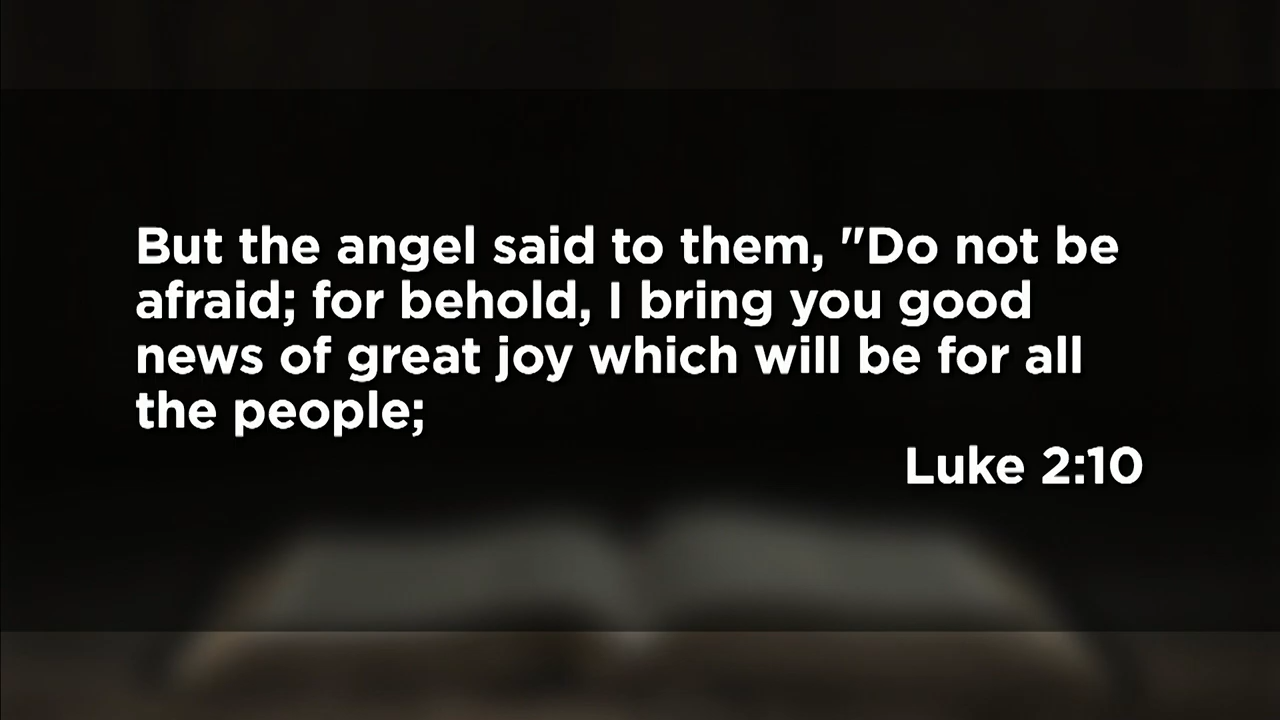 But the angel said to them, "Do not be
afraid; for behold, I bring you good
news of great joy which will be for all
the people;
Luke 2:10